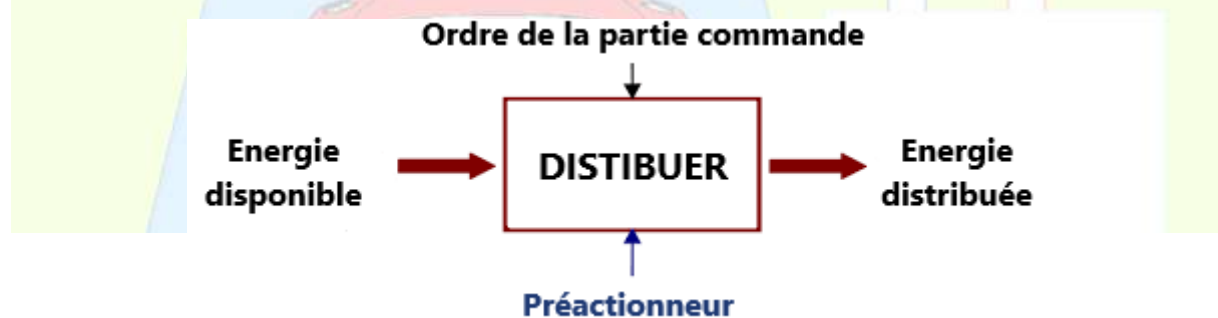 Ordre de la partie commande
Energie
disponible
DISTIBUER
Energie
distribuée
Préactionneur